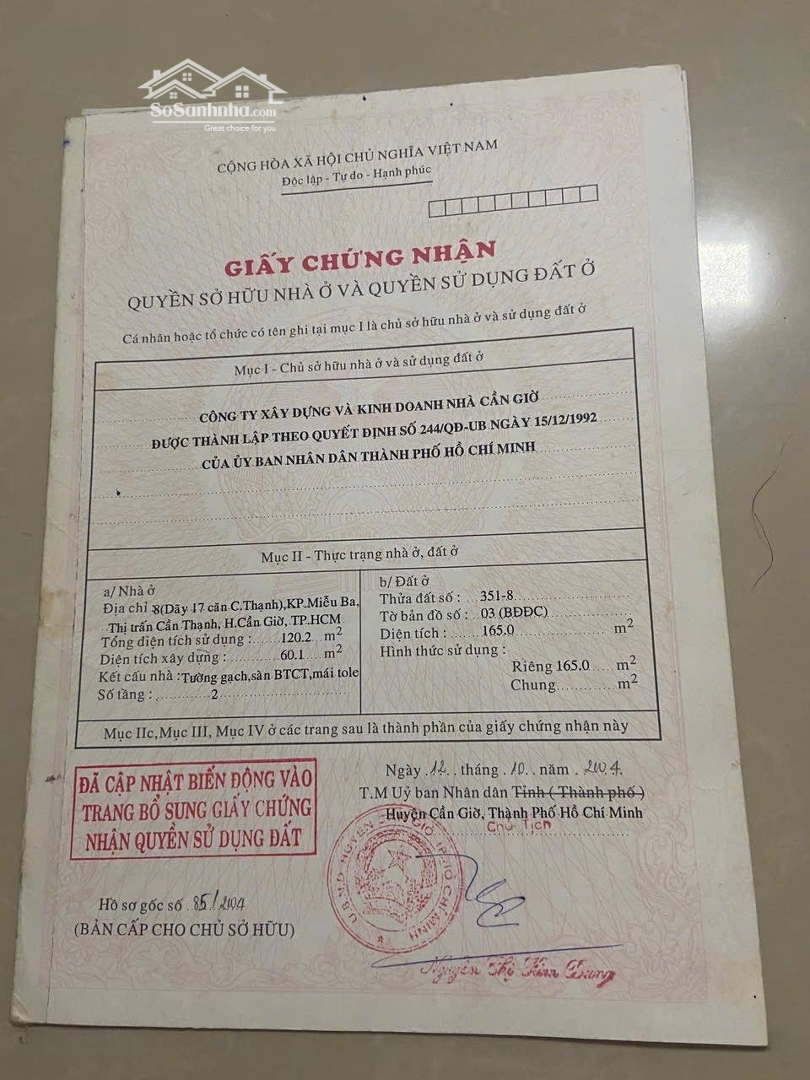 SoSanhnha.com
Great choice for you
CỘNG HÒA XÃ HỘI CHỦ NGHĨA VIỆT NAM
Độc lập - Tự do - Hạnh phúc
GIẤY CHỨNG NHẬN
QUYỀN SỞ HỮU NHÀ Ở VÀ QUYỀN SỬ DỤNG ĐẤT Ở
Cá nhân hoặc tổ chức có tên ghi tại mục I là chủ sở hữu nhà ở và sử dụng đất ở
Mục I - Chủ sở hữu nhà ở và sử dụng đất ở
CÔNG TY XÂY DỰNG VÀ KINH DOANH NHÀ CẦN GIỜ
ĐƯỢC THÀNH LẬP THEO QUYẾT ĐỊNH SỐ 244/QĐ-UB NGÀY 15/12/1992
CỦA ỦY BAN NHÂN DÂN THÀNH PHỐ HỒ CHÍ MINH
Mục II - Thực trạng nhà ở, đất ở
a/ Nhà ở
Địa chỉ 8(Dãy 17 căn C.Thạnh),KP.Miễu Ba,
Thị trấn Cần Thạnh, H.Cần Giờ, TP.HCM
Tổng diện tích sử dụng : 120.2 m2
Diện tích xây dựng : 60.1 m2
Kết cấu nhà :Tường gạch,sàn BTCT,mái tole
Số tầng : 2
b/ Đất ở
Thửa đất số : 351-8
Tờ bản đồ số : 03 (BĐĐC)
Diện tích : 165.0 m2
Hình thức sử dụng :
Riêng 165.0 m2
Chung m2
Mục IIc,Mục III, Mục IV ở các trang sau là thành phần của giấy chứng nhận này
ĐÃ CẬP NHẬT BIẾN ĐỘNG VÀO
TRANG BỔ SUNG GIẤY CHỨNG
NHẬN QUYỀN SỬ DỤNG ĐẤT
Hồ sơ gốc số 85/2004
(BẢN CẤP CHO CHỦ SỞ HỮU)
Ngày 12 tháng 10 năm 2004
T.M Uỷ ban Nhân dân Tỉnh ( Thành phố )
Huyện Cần Giờ, Thành Phố Hồ Chí Minh
Chủ Tịch
U.B.N.D HUYỆN CẦN GIỜ T.P HỒ CHÍ MINH
Nguyễn Thị Kim Dung